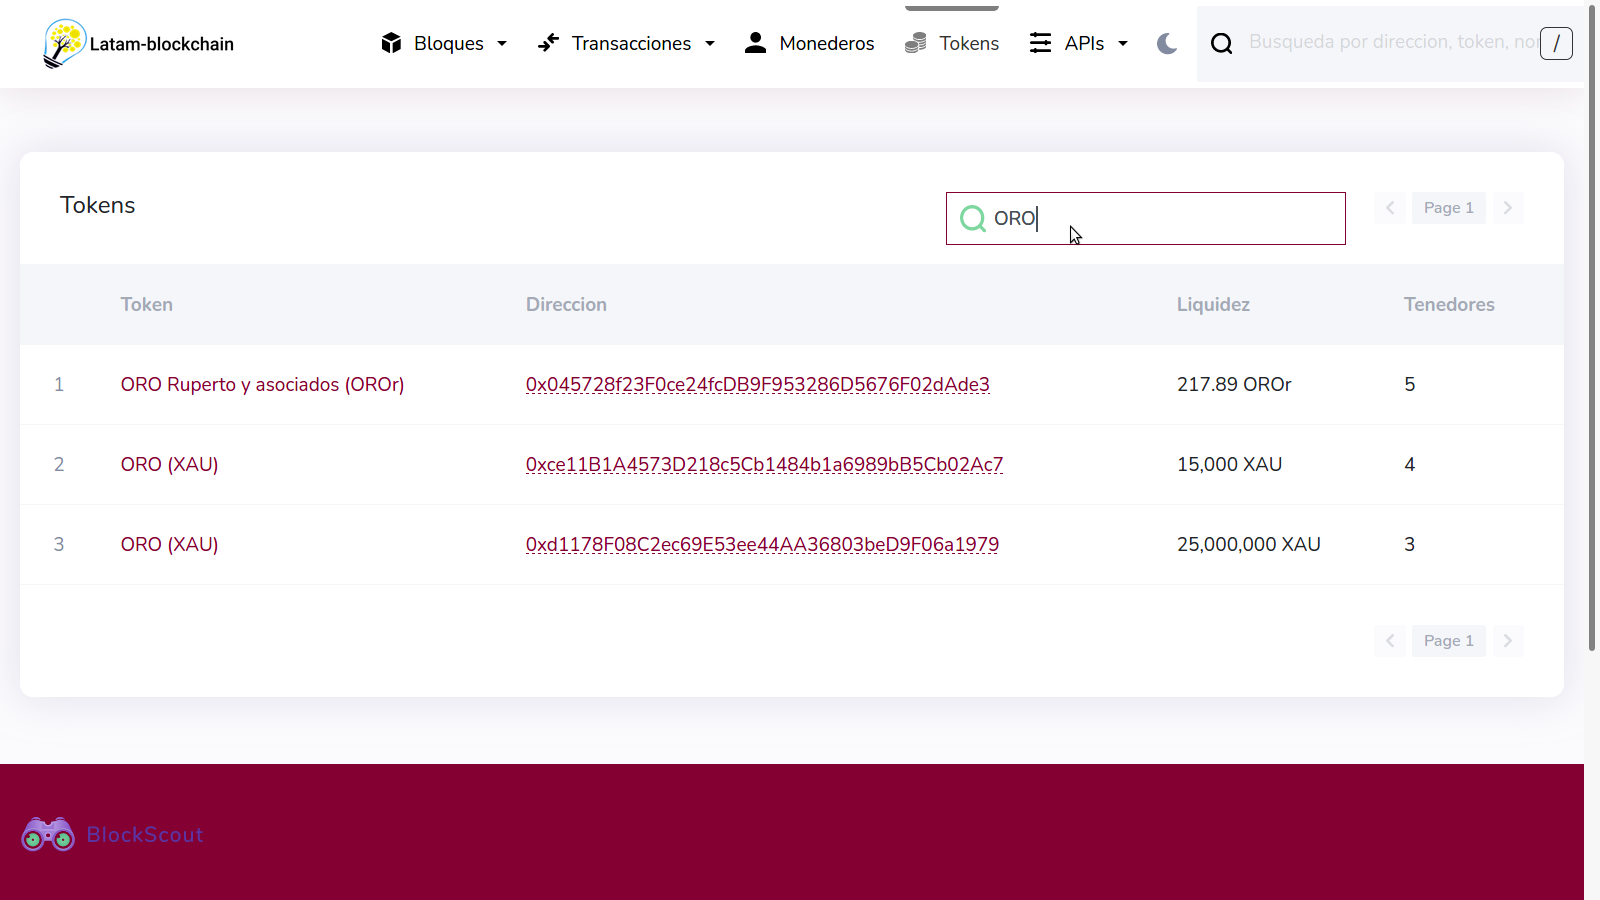 Latam-blockchain
Bloques
Transacciones
Monederos
Tokens
APIs
Busqueda por direccion, token, nor
/
Tokens
ORO
Page 1
Token Direccion Liquidez Tenedores
1 ORO Ruperto y asociados (OROr) 0x045728f23F0ce24fcDB9F953286D5676F02dAde3 217.89 OROr 5
2 ORO (XAU) 0xce11B1A4573D218c5Cb1484b1a6989bB5Cb02Ac7 15,000 XAU 4
3 ORO (XAU) 0xd1178F08C2ec69E53ee44AA36803beD9F06a1979 25,000,000 XAU 3
Page 1
BlockScout